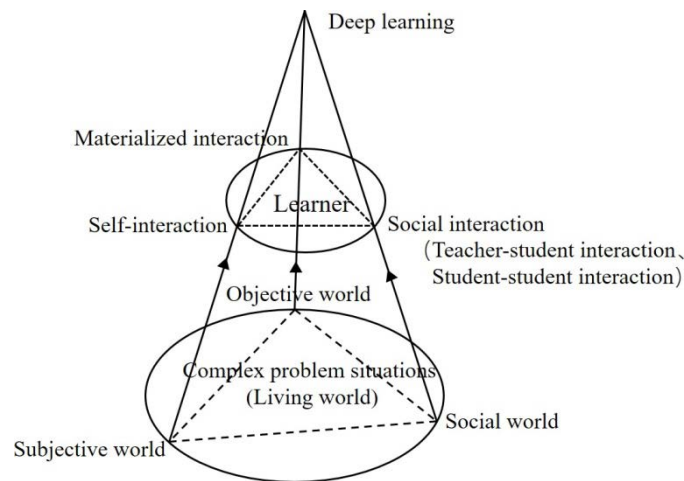 Deep learning
Materialized interaction
Learner
Self-interaction
Social interaction
（Teacher-student interaction、
Student-student interaction）
Objective world
Complex problem situations
(Living world)
Social world
Subjective world